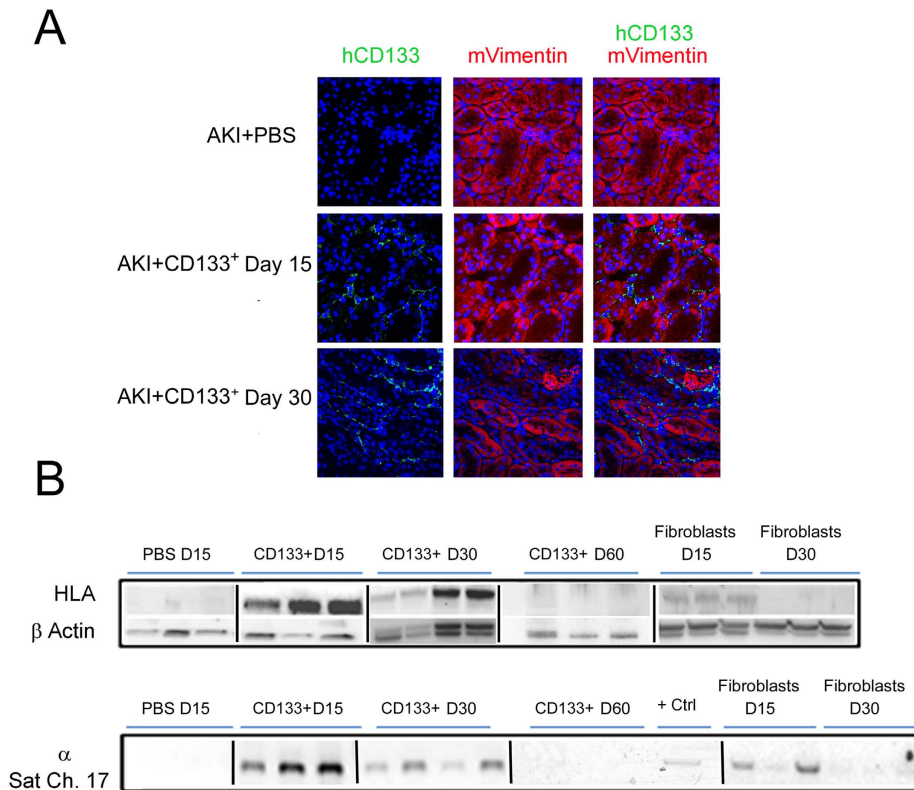 A
hCD133
mVimentin
hCD133
mVimentin
AKI+PBS
AKI+CD133+ Day 15
AKI+CD133+ Day 30
B
PBS D15
CD133+D15
CD133+ D30
CD133+ D60
Fibroblasts
D15
Fibroblasts
D30
HLA
β Actin
PBS D15
CD133+D15
CD133+ D30
CD133+ D60
+ Ctrl
Fibroblasts
D15
Fibroblasts
D30
α
Sat Ch. 17